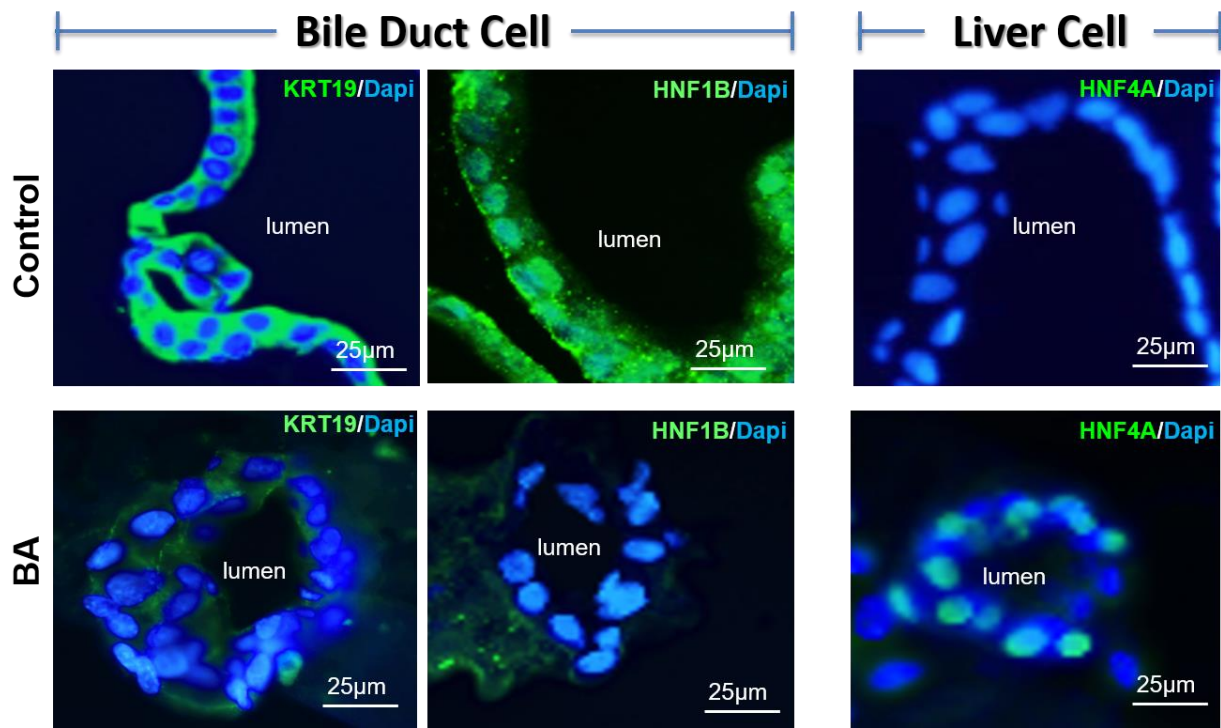 Bile Duct Cell
Liver Cell
Control
KRT19/Dapi
lumen
25µm
HNF1B/Dapi
lumen
25µm
HNF4A/Dapi
lumen
25µm
BA
KRT19/Dapi
lumen
25µm
HNF1B/Dapi
lumen
25µm
HNF4A/Dapi
lumen
25µm